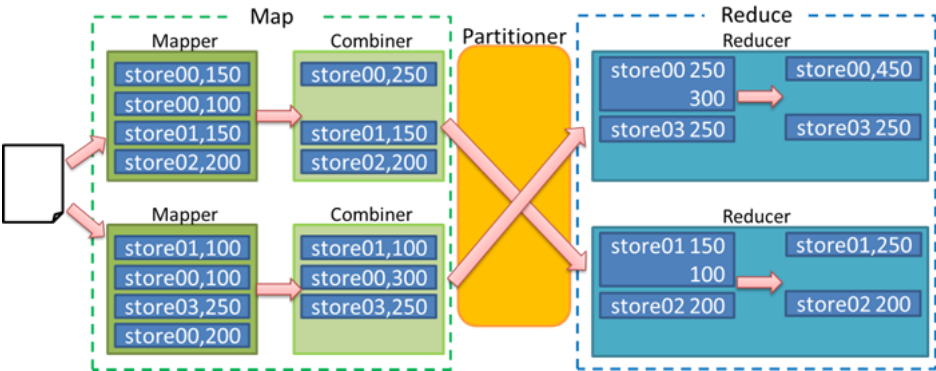 Map
Mapper
store00,150
store00,100
store01,150
store02,200
Combiner
store00,250
store01,150
store02,200
Mapper
store01,100
store00,100
store03,250
store00,200
Combiner
store01,100
store00,300
store03,250
Partitioner
Reduce
Reducer
store00 250
300
store03 250
store00,450
store03 250
Reducer
store01 150
100
store02 200
store01,250
store02 200